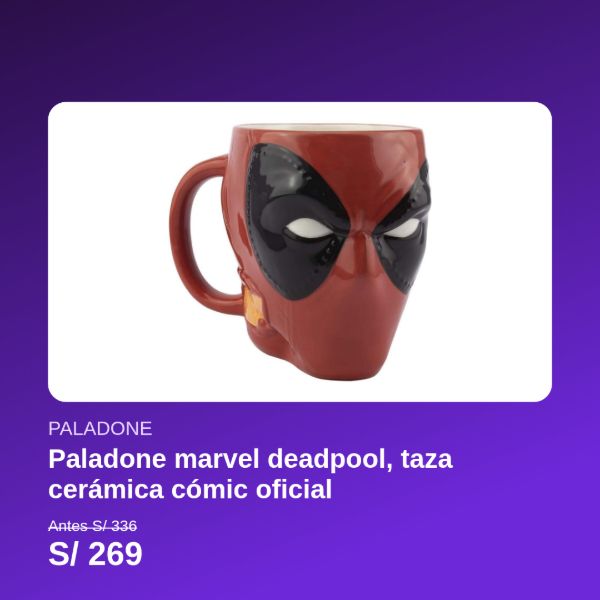 PALADONE
Paladone marvel deadpool, taza
cerámica cómic oficial
Antes S/ 336
S/ 269